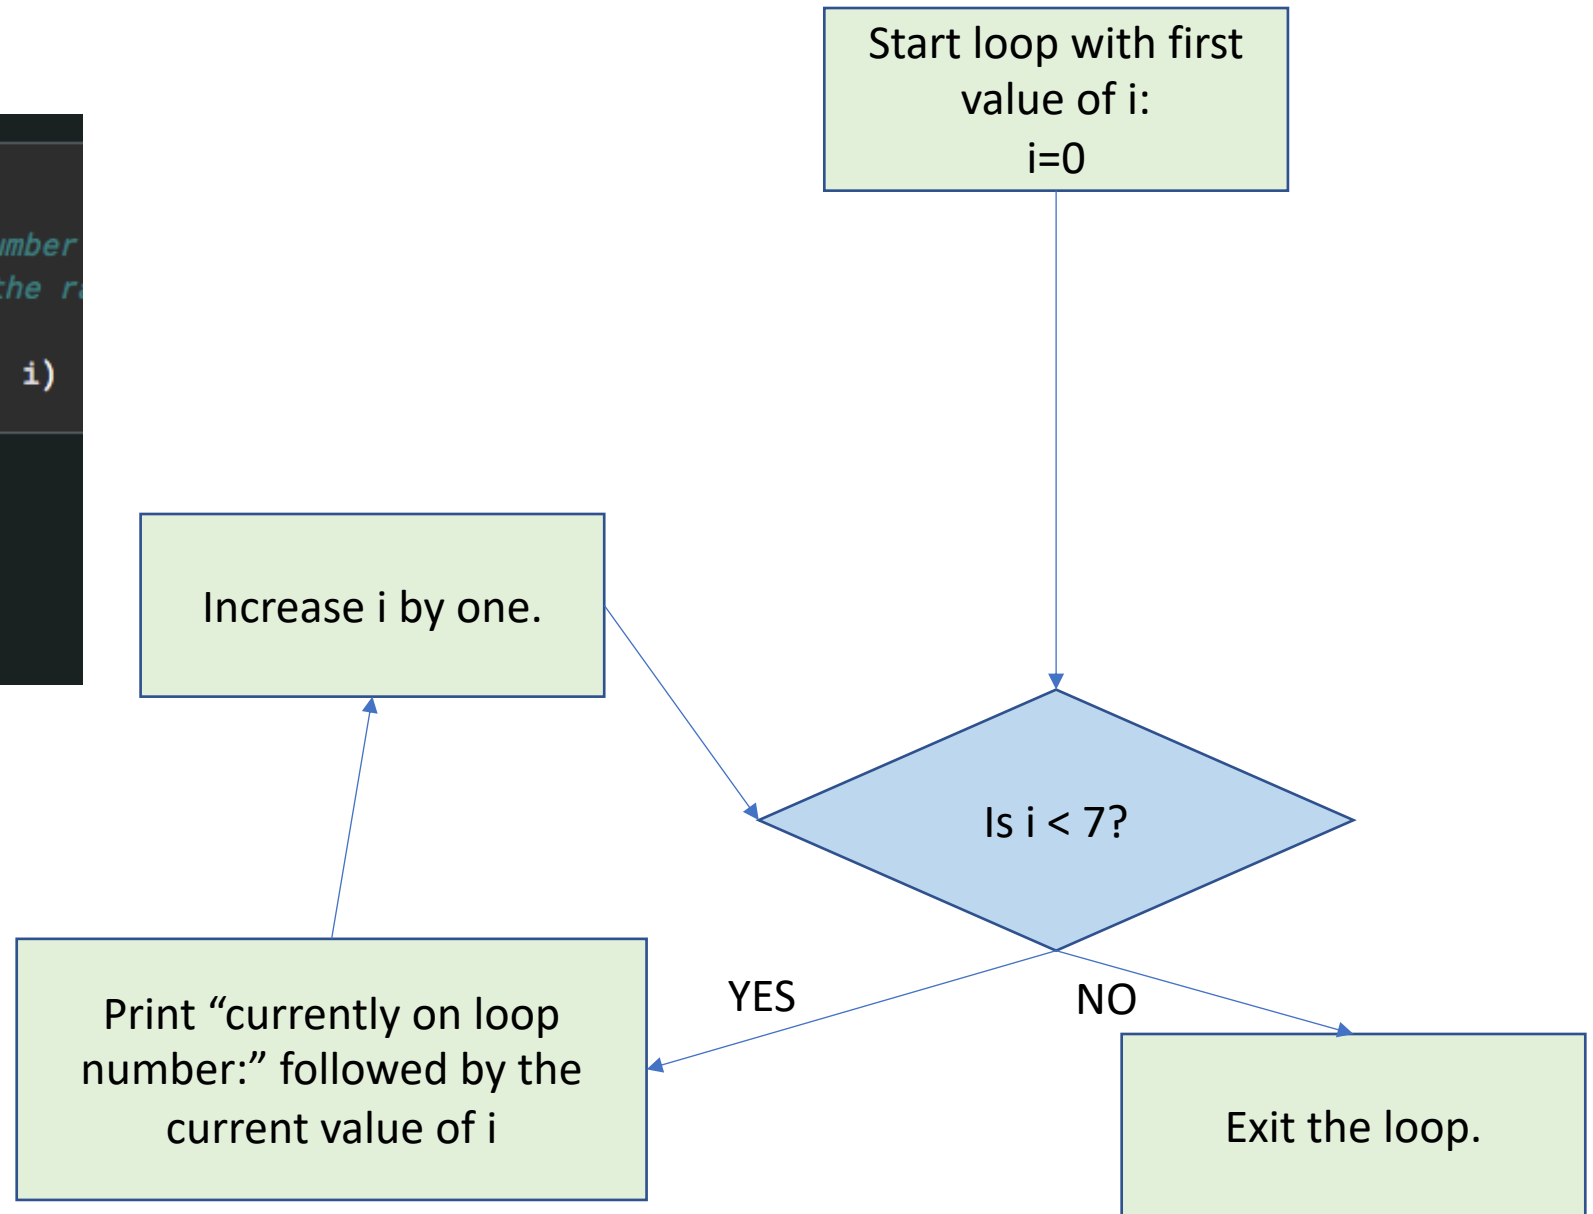 Start loop with first
value of i:
i=0
the
i)
Increase i by one.
Is i < 7?
YES
NO
Print “currently on loop
number:” followed by the
current value of i
Exit the loop.